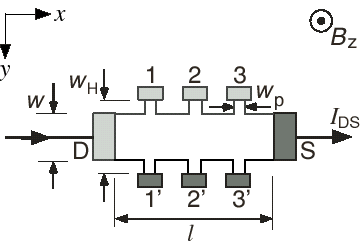 x
B_z
y
w_H 1 2 3 w_p
w
I_DS
D S
1' 2' 3'
l